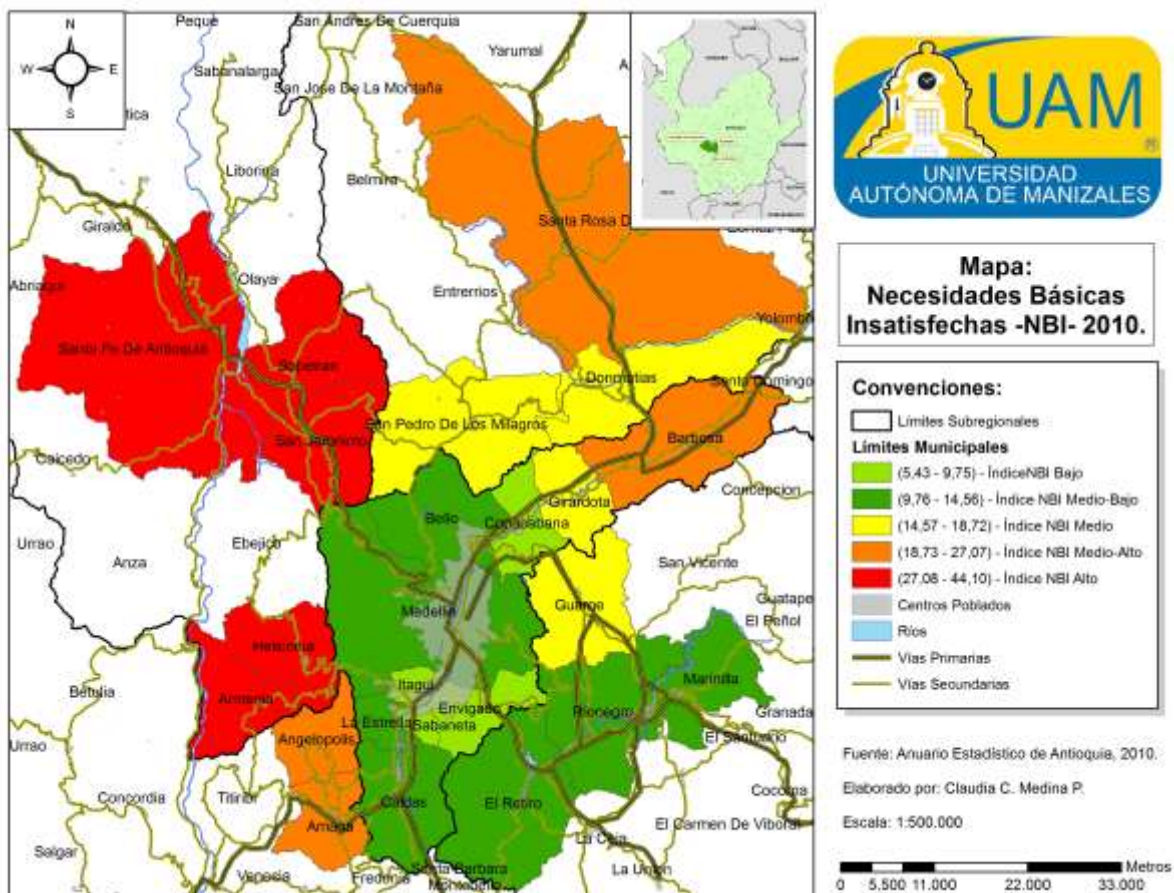 N
W E
S
Peque
San Andres De Cuerquia
Yarumal
Sabanalarga
San Jose De La Montaña
tica
Liborina
Belmira
Giraldo
Santa Rosa D
Olaya
Entrerrios
Yolomb
Santa Fe De Antioquia
Sopetran
Donmatias
Santo Domingo
San Pedro De Los Milagros
San Jeronimo
Barbosa
Caicedo
Concepcion
Girardota
Bello
Copacabana
Urrao
Anza
Ebejico
San Vicente
Medellin
Guarne
Guatape
El Peñol
Heliconia
Betulia
Armenia
Itagui
Marinilla
Envigado
Rionegro
Granada
La Estrella
Sabaneta
Urrao
Angelopolis
El Santuario
Concordia
Titiribi
Caldas
El Retiro
Cocorna
Amaga
El Carmen De Viboral
Salgar
La Ceja
Venecia
Fredonia
Santa Barbara
Montebello
La Union
UAM
®
UNIVERSIDAD
AUTÓNOMA DE MANIZALES
Mapa:
Necesidades Básicas
Insatisfechas -NBI- 2010.
Convenciones:
Límites Subregionales
Límites Municipales
(5,43 - 9,75) - ÍndiceNBI Bajo
(9,76 - 14,56) - Índice NBI Medio-Bajo
(14,57 - 18,72) - Índice NBI Medio
(18,73 - 27,07) - Índice NBI Medio-Alto
(27,08 - 44,10) - Índice NBI Alto
Centros Poblados
Ríos
Vías Primarias
Vías Secundarias
Fuente: Anuario Estadístico de Antioquia, 2010.
Elaborado por: Claudia C. Medina P.
Escala: 1:500.000
Metros
0 5.500 11.000 22.000 33.000